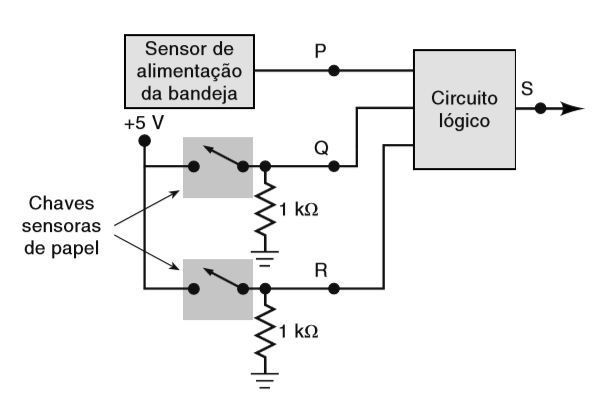 Sensor de
alimentação
da bandeja
P
S
Circuito
lógico
+5 V
Q
Chaves
sensoras
de papel
1 kΩ
R
1 kΩ